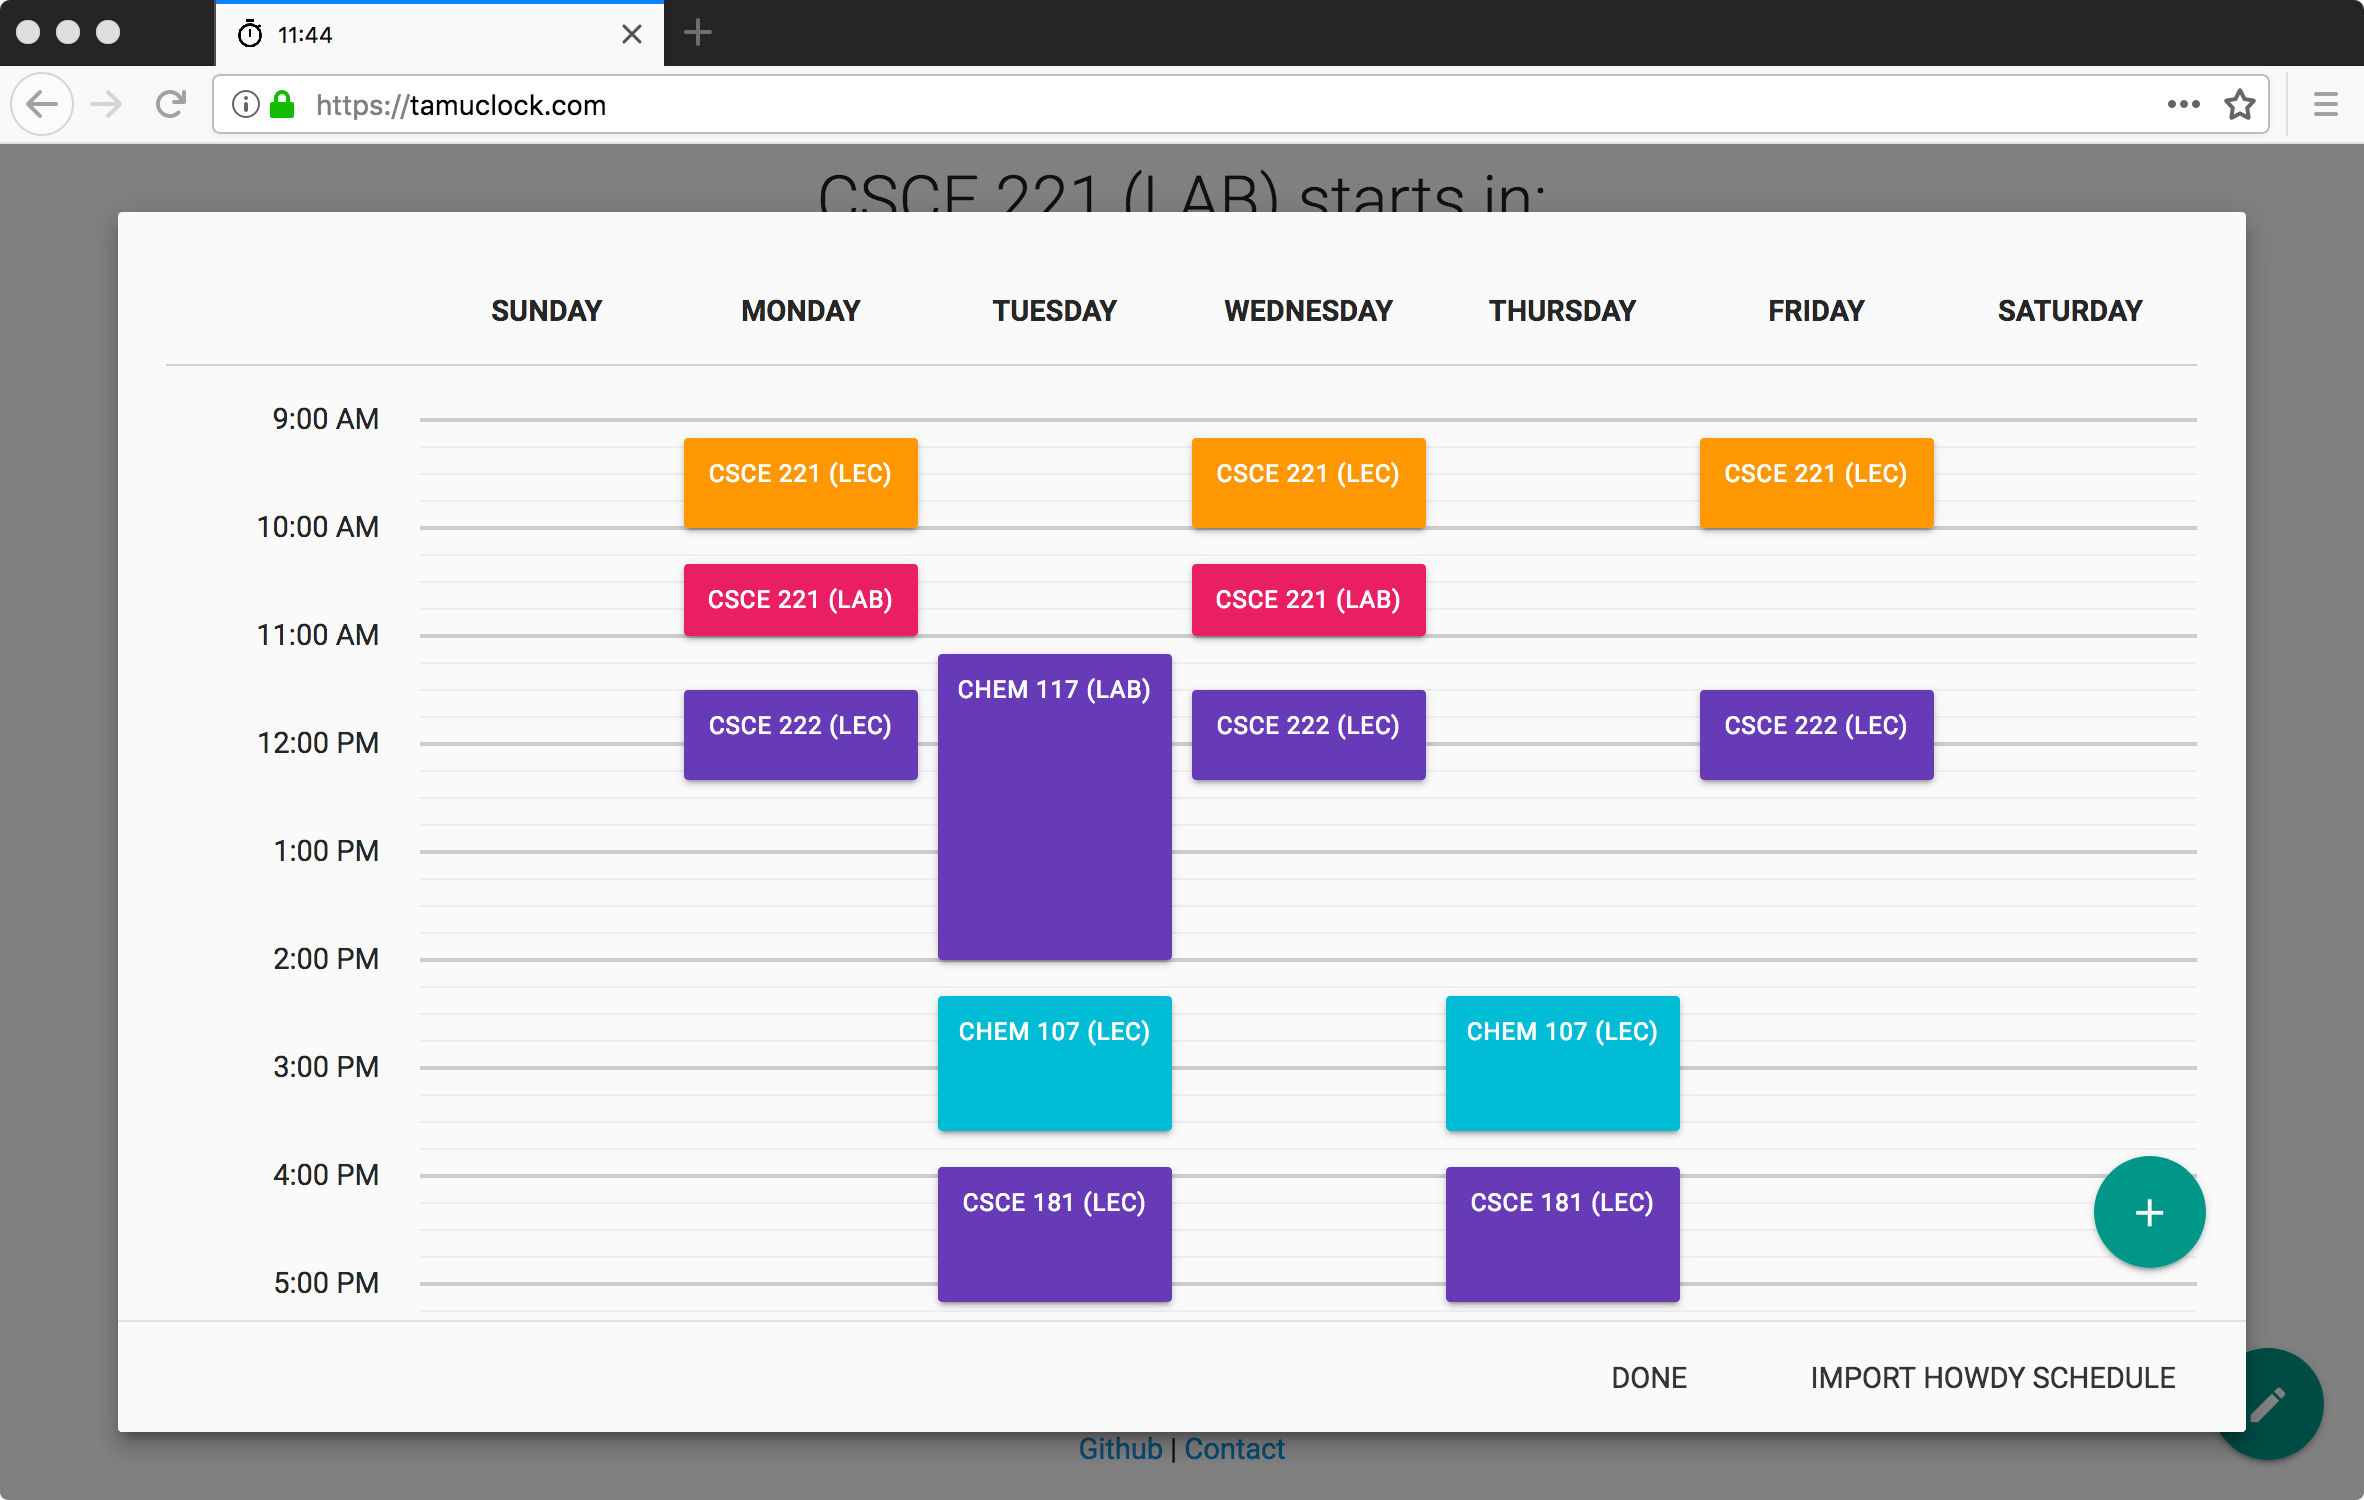 11:44
https://tamuclock.com
CSCE 221 (LAB) starts in:
SUNDAY MONDAY TUESDAY WEDNESDAY THURSDAY FRIDAY SATURDAY
9:00 AM
CSCE 221 (LEC) CSCE 221 (LEC) CSCE 221 (LEC)
10:00 AM
CSCE 221 (LAB) CSCE 221 (LAB)
11:00 AM
CHEM 117 (LAB)
CSCE 222 (LEC) CSCE 222 (LEC) CSCE 222 (LEC)
12:00 PM
1:00 PM
2:00 PM
CHEM 107 (LEC) CHEM 107 (LEC)
3:00 PM
4:00 PM
CSCE 181 (LEC) CSCE 181 (LEC)
5:00 PM
DONE IMPORT HOWDY SCHEDULE
Github | Contact